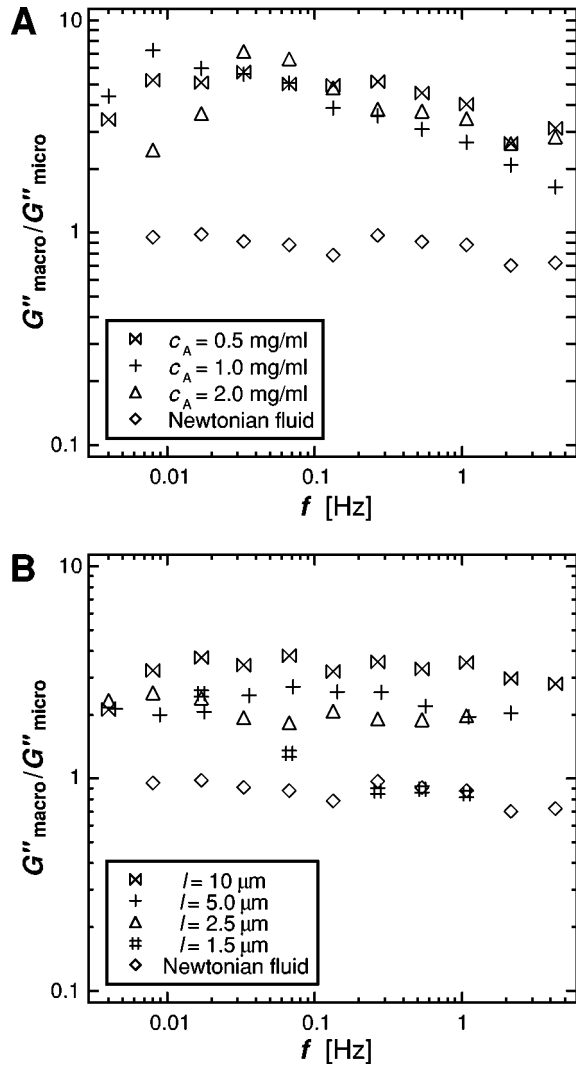 A
10
1
0.1
G″macro/G″micro
cA = 0.5 mg/ml
cA = 1.0 mg/ml
cA = 2.0 mg/ml
Newtonian fluid
0.01 0.1 1
f [Hz]
B
10
1
0.1
G″macro/G″micro
l = 10 μm
l = 5.0 μm
l = 2.5 μm
l = 1.5 μm
Newtonian fluid
0.01 0.1 1
f [Hz]